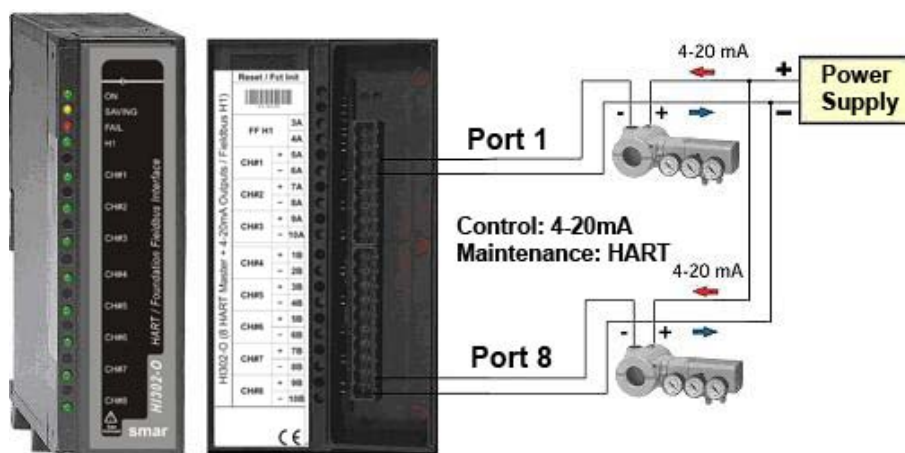 ON
SAVING
FAIL
H1
CH#1
CH#2
CH#3
CH#4
CH#5
CH#6
CH#7
CH#8
HART / Foundation Fieldbus Interface
HI302-O
smar
Reset / Fct Init
HI302-O (8 HART Master + 4-20mA Outputs / Fieldbus H1)
FF H1
3A
4A
CH#1 + 5A
- 6A
CH#2 + 7A
- 8A
CH#3 + 9A
- 10A
CH#4 + 1B
- 2B
CH#5 + 3B
- 4B
CH#6 + 5B
- 6B
CH#7 + 7B
- 8B
CH#8 + 9B
- 10B
CE
Port 1
4-20 mA
- +
+
-
Power
Supply
Control: 4-20mA
Maintenance: HART
4-20 mA
- +
Port 8